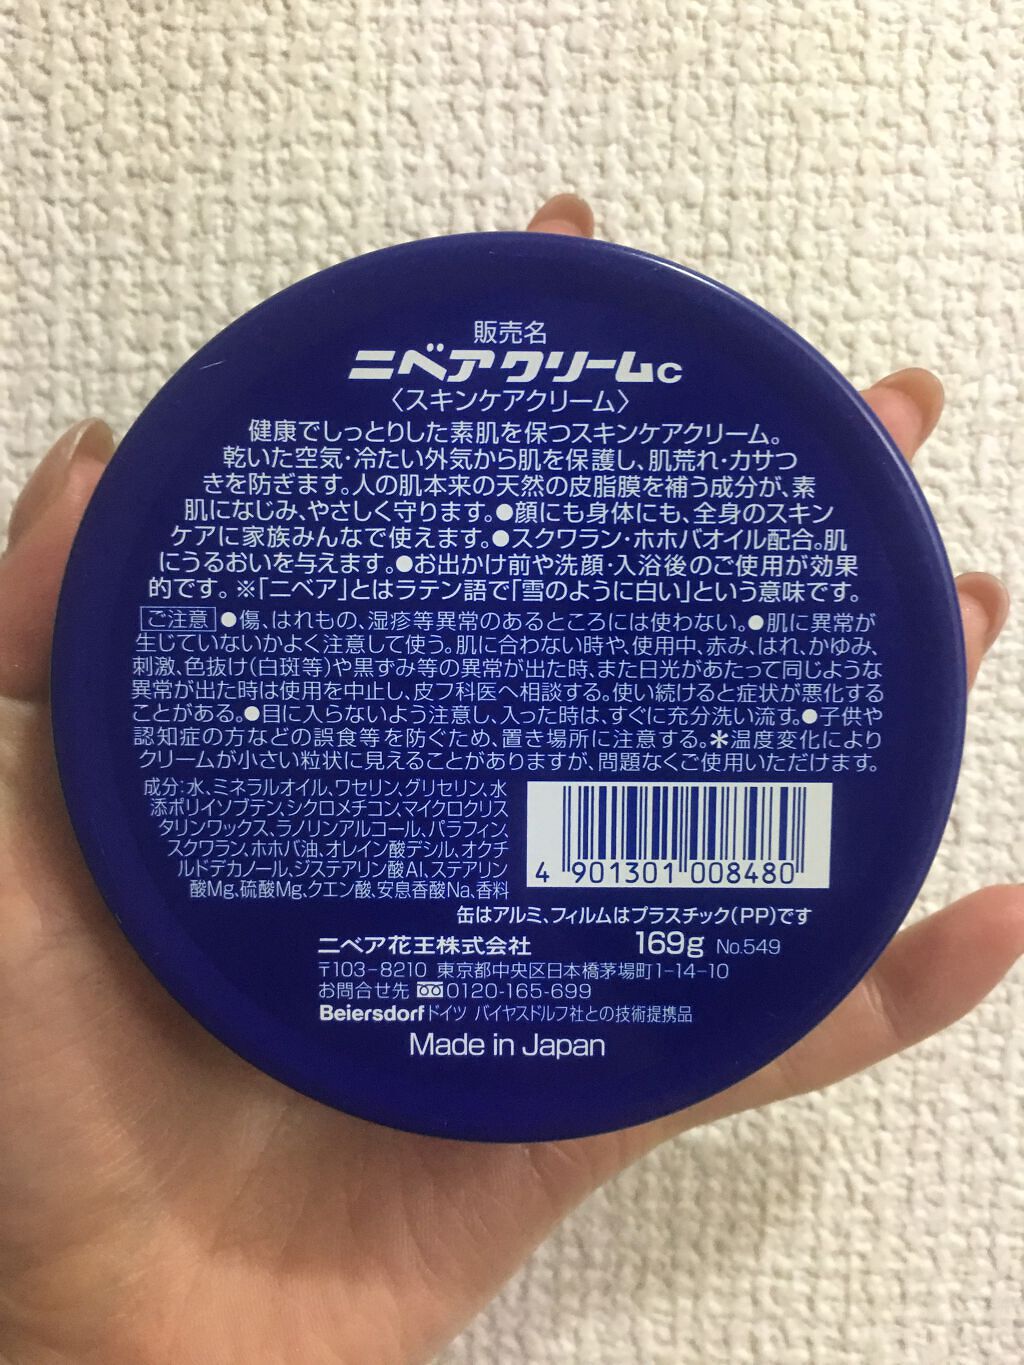 販売名
ニベアクリームc
〈スキンケアクリーム〉
健康でしっとりした素肌を保つスキンケアクリーム。
乾いた空気・冷たい外気から肌を保護し、肌荒れ・カサつ
きを防ぎます。人の肌本来の天然の皮脂膜を補う成分が、素
肌になじみ、やさしく守ります。●顔にも身体にも、全身のスキン
ケアに家族みんなで使えます。●スクワラン・ホホバオイル配合。肌
にうるおいを与えます。●お出かけ前や洗顔・入浴後のご使用が効果
的です。※「ニベア」とはラテン語で「雪のように白い」という意味です。
ご注意 ●傷、はれもの、湿疹等異常のあるところには使わない。●肌に異常が
生じていないかよく注意して使う。肌に合わない時や、使用中、赤み、はれ、かゆみ、
刺激、色抜け(白斑等)や黒ずみ等の異常が出た時、また日光があたって同じような
異常が出た時は使用を中止し、皮フ科医へ相談する。使い続けると症状が悪化する
ことがある。●目に入らないよう注意し、入った時は、すぐに充分洗い流す。●子供や
認知症の方などの誤食等を防ぐため、置き場所に注意する。＊温度変化により
クリームが小さい粒状に見えることがありますが、問題なくご使用いただけます。
成分：水、ミネラルオイル、ワセリン、グリセリン、水
添ポリイソブテン、シクロメチコン、マイクロクリス
タリンワックス、ラノリンアルコール、パラフィン、
スクワラン、ホホバ油、オレイン酸デシル、オクチ
ルドデカノール、ジステアリン酸Al、ステアリン
酸Mg、硫酸Mg、クエン酸、安息香酸Na、香料
4 901301 008480
缶はアルミ、フィルムはプラスチック(PP)です
ニベア花王株式会社 169g No.549
〒103-8210 東京都中央区日本橋茅場町1-14-10
お問合せ先 0120-165-699
Beiersdorf ドイツ バイヤスドルフ社との技術提携品
Made in Japan